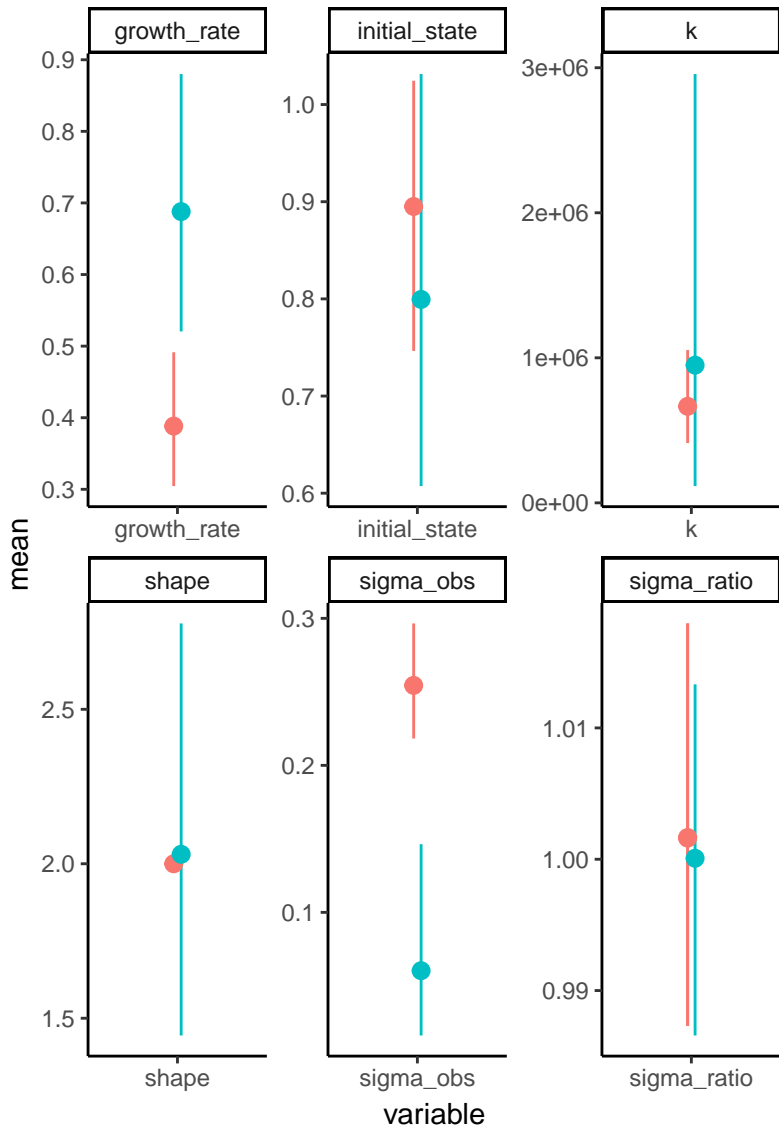 growth_rate
initial_state
k
0.9
0.8
0.7
0.6
0.5
0.4
0.3
1.0
0.9
0.8
0.7
0.6
3e+06
2e+06
1e+06
0e+00
growth_rate
initial_state
k
mean
shape
sigma_obs
sigma_ratio
2.5
2.0
1.5
0.3
0.2
0.1
1.01
1.00
0.99
shape
sigma_obs
sigma_ratio
variable